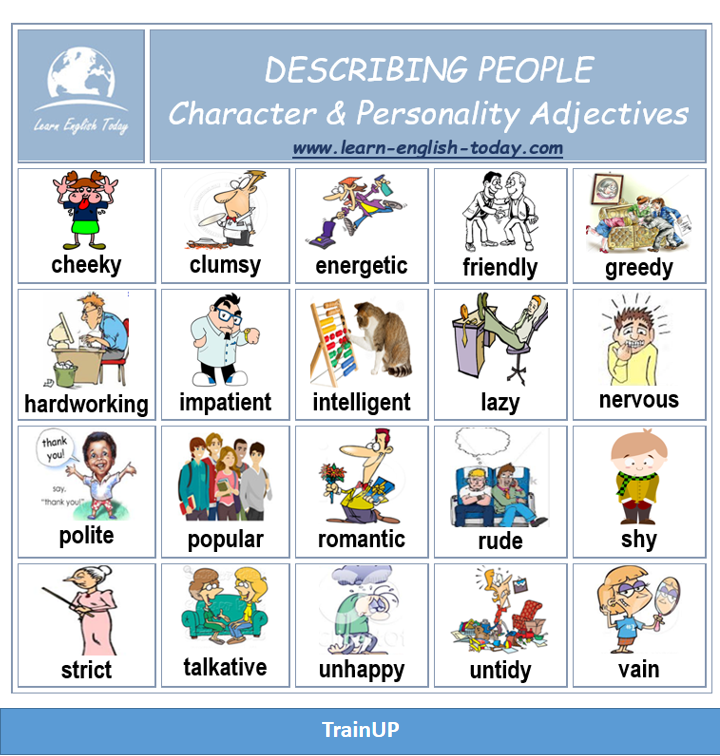 DESCRIBING PEOPLE
Character & Personality Adjectives
www.learn-english-today.com
Learn English Today
cheeky
clumsy
energetic
friendly
greedy
hardworking
impatient
intelligent
lazy
nervous
thank
you!
say,
"thank you!"
polite
popular
romantic
rude
shy
strict
talkative
unhappy
untidy
vain
TrainUP